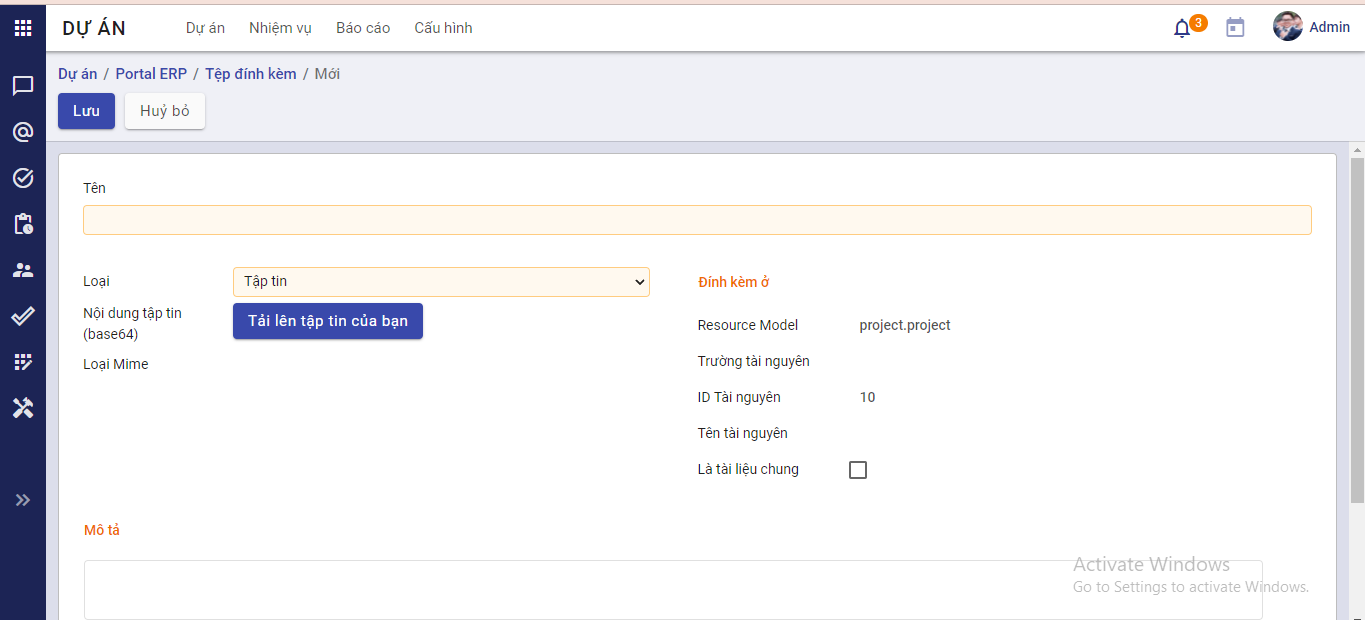 DỰ ÁN Dự án Nhiệm vụ Báo cáo Cấu hình 3 Admin
Dự án / Portal ERP / Tệp đính kèm / Mới
Lưu Huỷ bỏ
Tên
Loại Tập tin Đính kèm ở
Nội dung tập tin
(base64)
Tải lên tập tin của bạn
Resource Model project.project
Loại Mime
Trường tài nguyên
ID Tài nguyên 10
Tên tài nguyên
Là tài liệu chung
Mô tả
Activate Windows
Go to Settings to activate Windows.